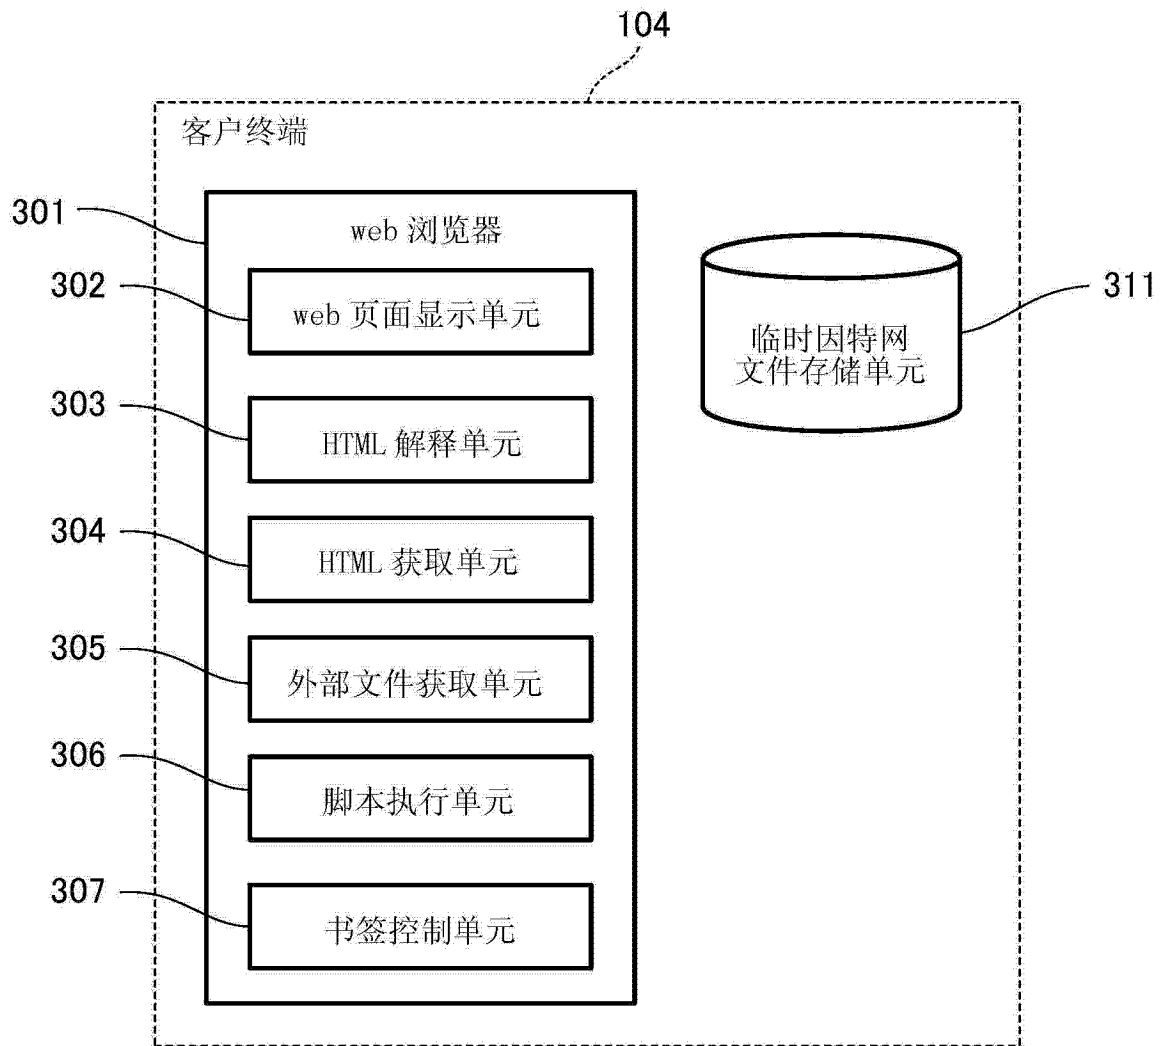 104
客户终端
301
web 浏览器
302
web 页面显示单元
311
临时因特网
文件存储单元
303
HTML 解释单元
304
HTML 获取单元
305
外部文件获取单元
306
脚本执行单元
307
书签控制单元